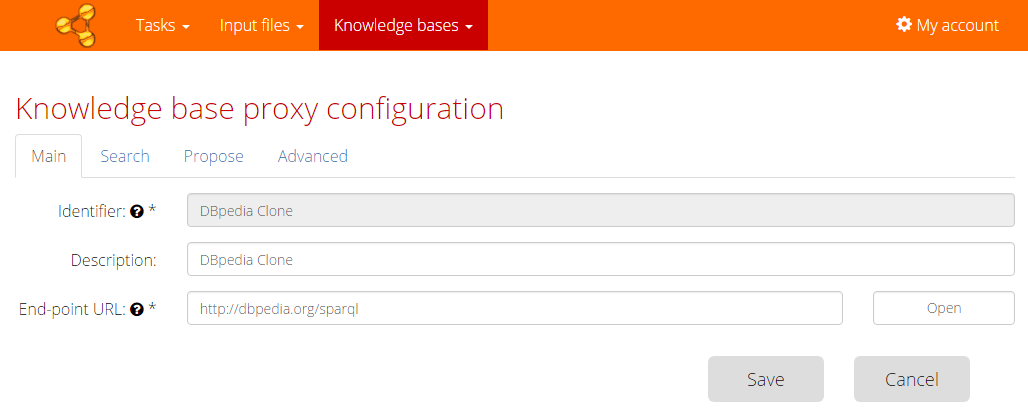 Tasks Input files Knowledge bases My account
Knowledge base proxy configuration
Main Search Propose Advanced
Identifier: ? * DBpedia Clone
Description: DBpedia Clone
End-point URL: ? * http://dbpedia.org/sparql Open
Save Cancel